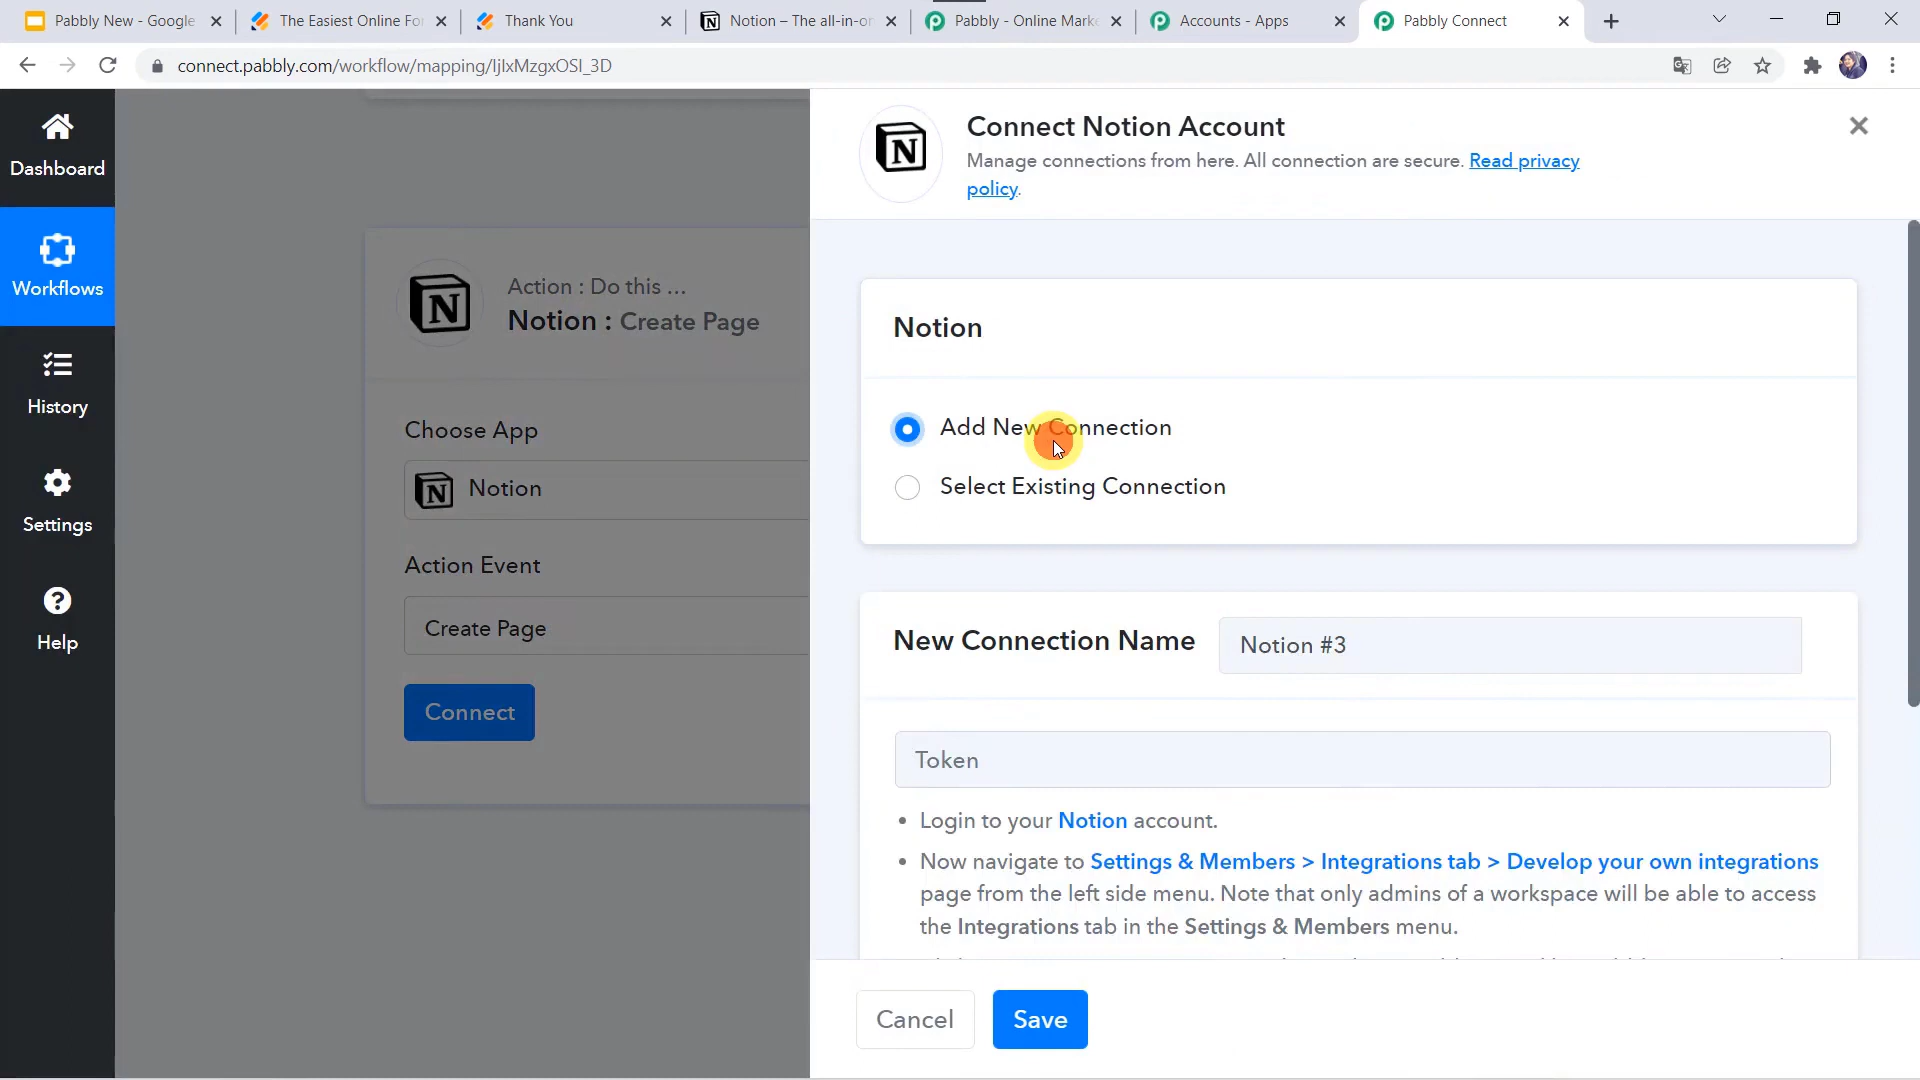 Pabbly New - Google
The Easiest Online For
Thank You
Notion – The all-in-or
Pabbly - Online Marke
Accounts - Apps
Pabbly Connect
connect.pabbly.com/workflow/mapping/IjIxMzgxOSI_3D
Dashboard
Workflows
History
Settings
Help
Action : Do this ...
Notion : Create Page
Choose App
Notion
Action Event
Create Page
Connect
Connect Notion Account
Manage connections from here. All connection are secure. Read privacy
policy.
Notion
Add New Connection
Select Existing Connection
New Connection Name
Notion #3
Token
• Login to your Notion account.
• Now navigate to Settings & Members > Integrations tab > Develop your own integrations
page from the left side menu. Note that only admins of a workspace will be able to access
the Integrations tab in the Settings & Members menu.
Cancel
Save